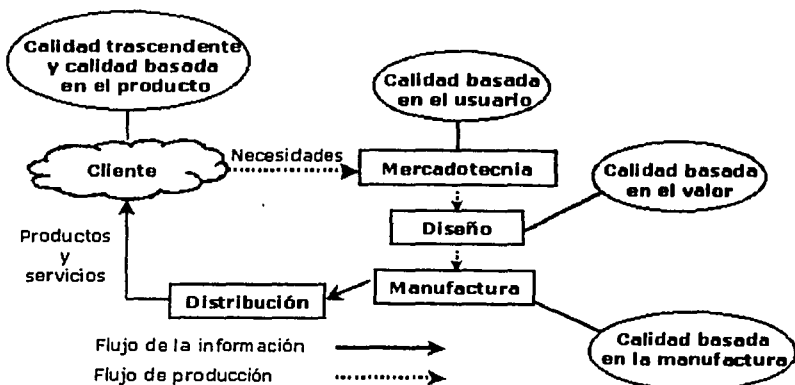 Calidad trascendente
y calidad basada
en el producto
Calidad basada
en el usuario
Cliente
Necesidades
Mercadotecnia
Calidad basada
en el valor
Diseño
Productos
y
servicios
Distribución
Manufactura
Calidad basada
en la manufactura
Flujo de la información
Flujo de producción